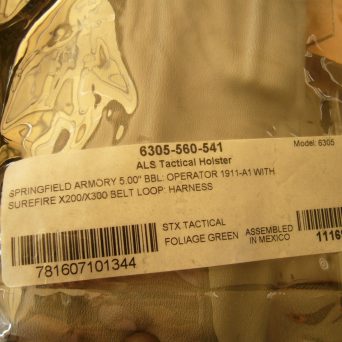 6305-560-541
Model: 6305
ALS Tactical Holster
SPRINGFIELD ARMORY 5.00" BBL: OPERATOR 1911-A1 WITH
SUREFIRE X200/X300 BELT LOOP: HARNESS
STX TACTICAL
FOLIAGE GREEN
ASSEMBLED
IN MEXICO
781607101344